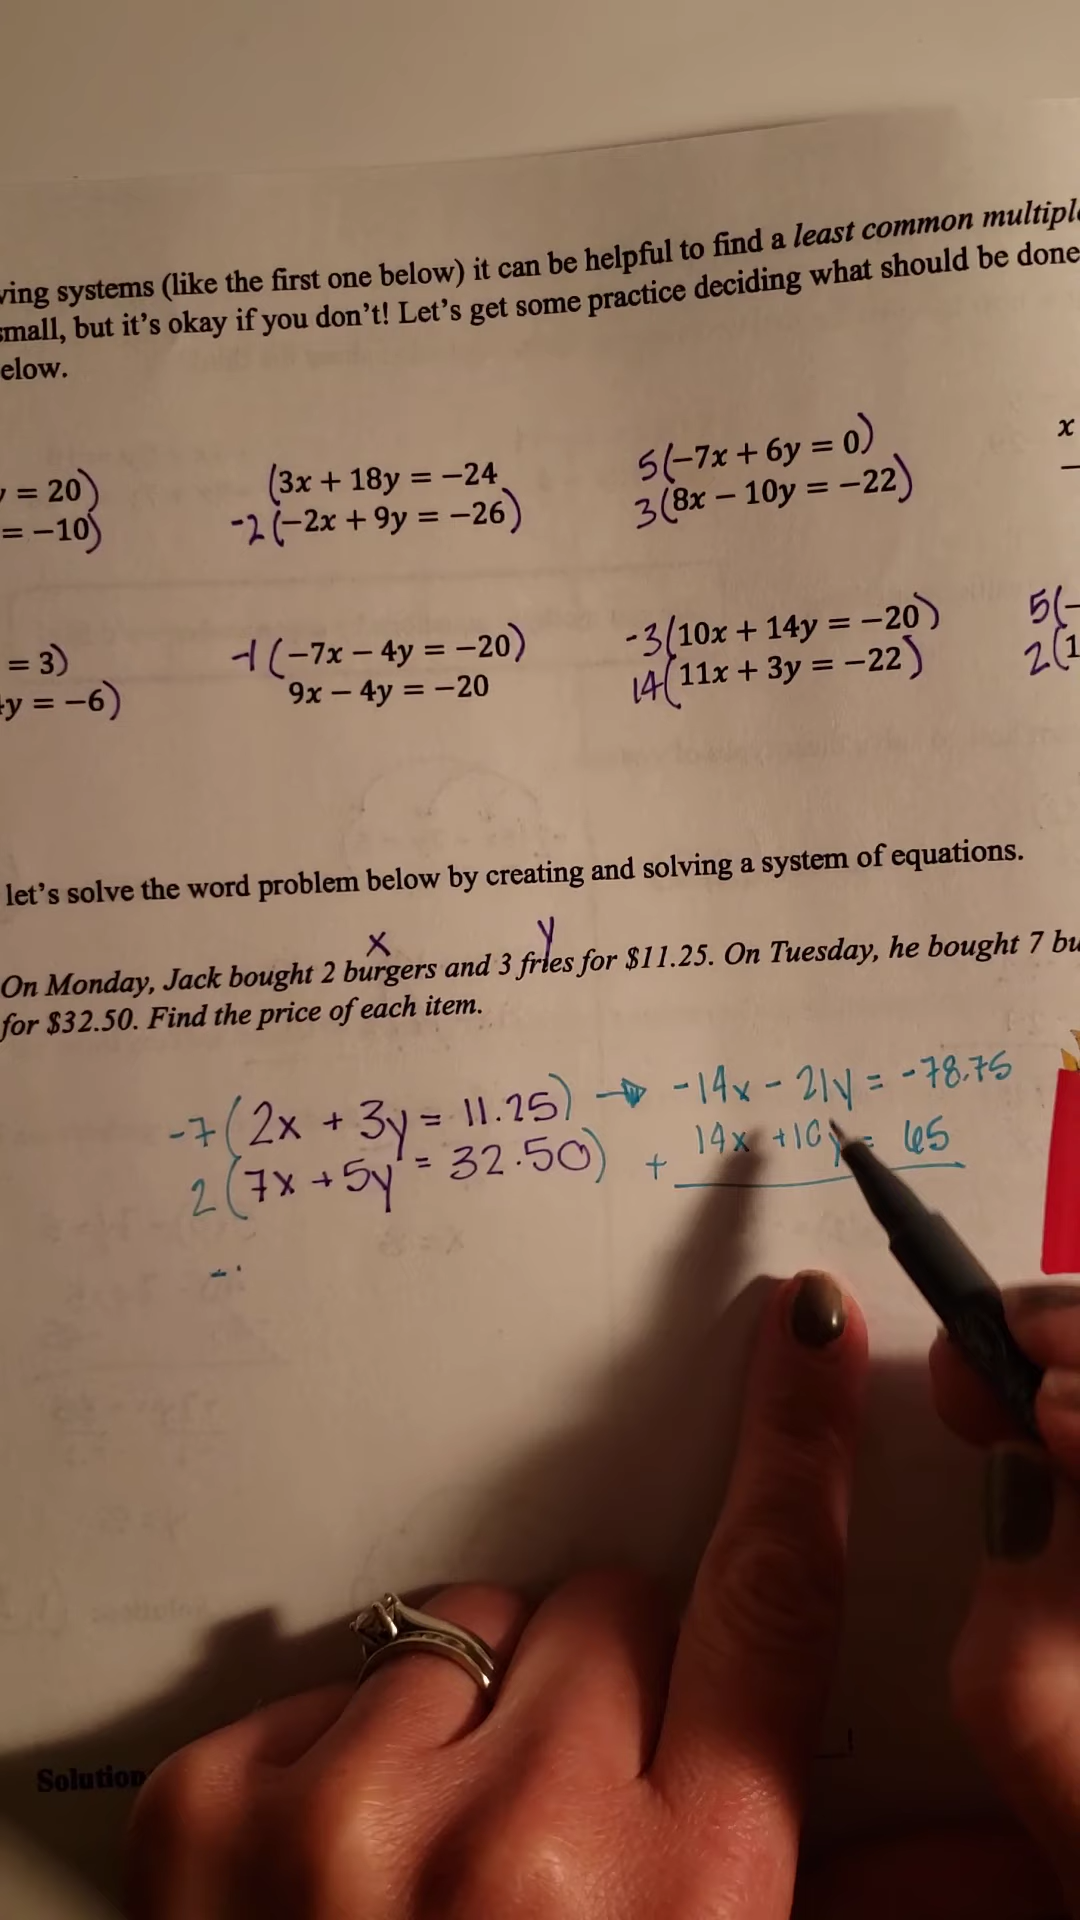 ving systems (like the first one below) it can be helpful to find a least common multiple
small, but it's okay if you don't! Let's get some practice deciding what should be done
elow.
y = 20) (3x + 18y = −24 5(−7x + 6y = 0) x
= −10) -2(−2x + 9y = −26) 3(8x − 10y = −22) −
= 3) -1(−7x − 4y = −20) -3(10x + 14y = −20) 5(−
y = −6) 9x − 4y = −20 14(11x + 3y = −22) 2(1
let's solve the word problem below by creating and solving a system of equations.
x y
On Monday, Jack bought 2 burgers and 3 fries for $11.25. On Tuesday, he bought 7 bu
for $32.50. Find the price of each item.
-7(2x + 3y = 11.25) → -14x - 21y = -78.75
2(7x + 5y = 32.50) + 14x + 10y = 65
Solution